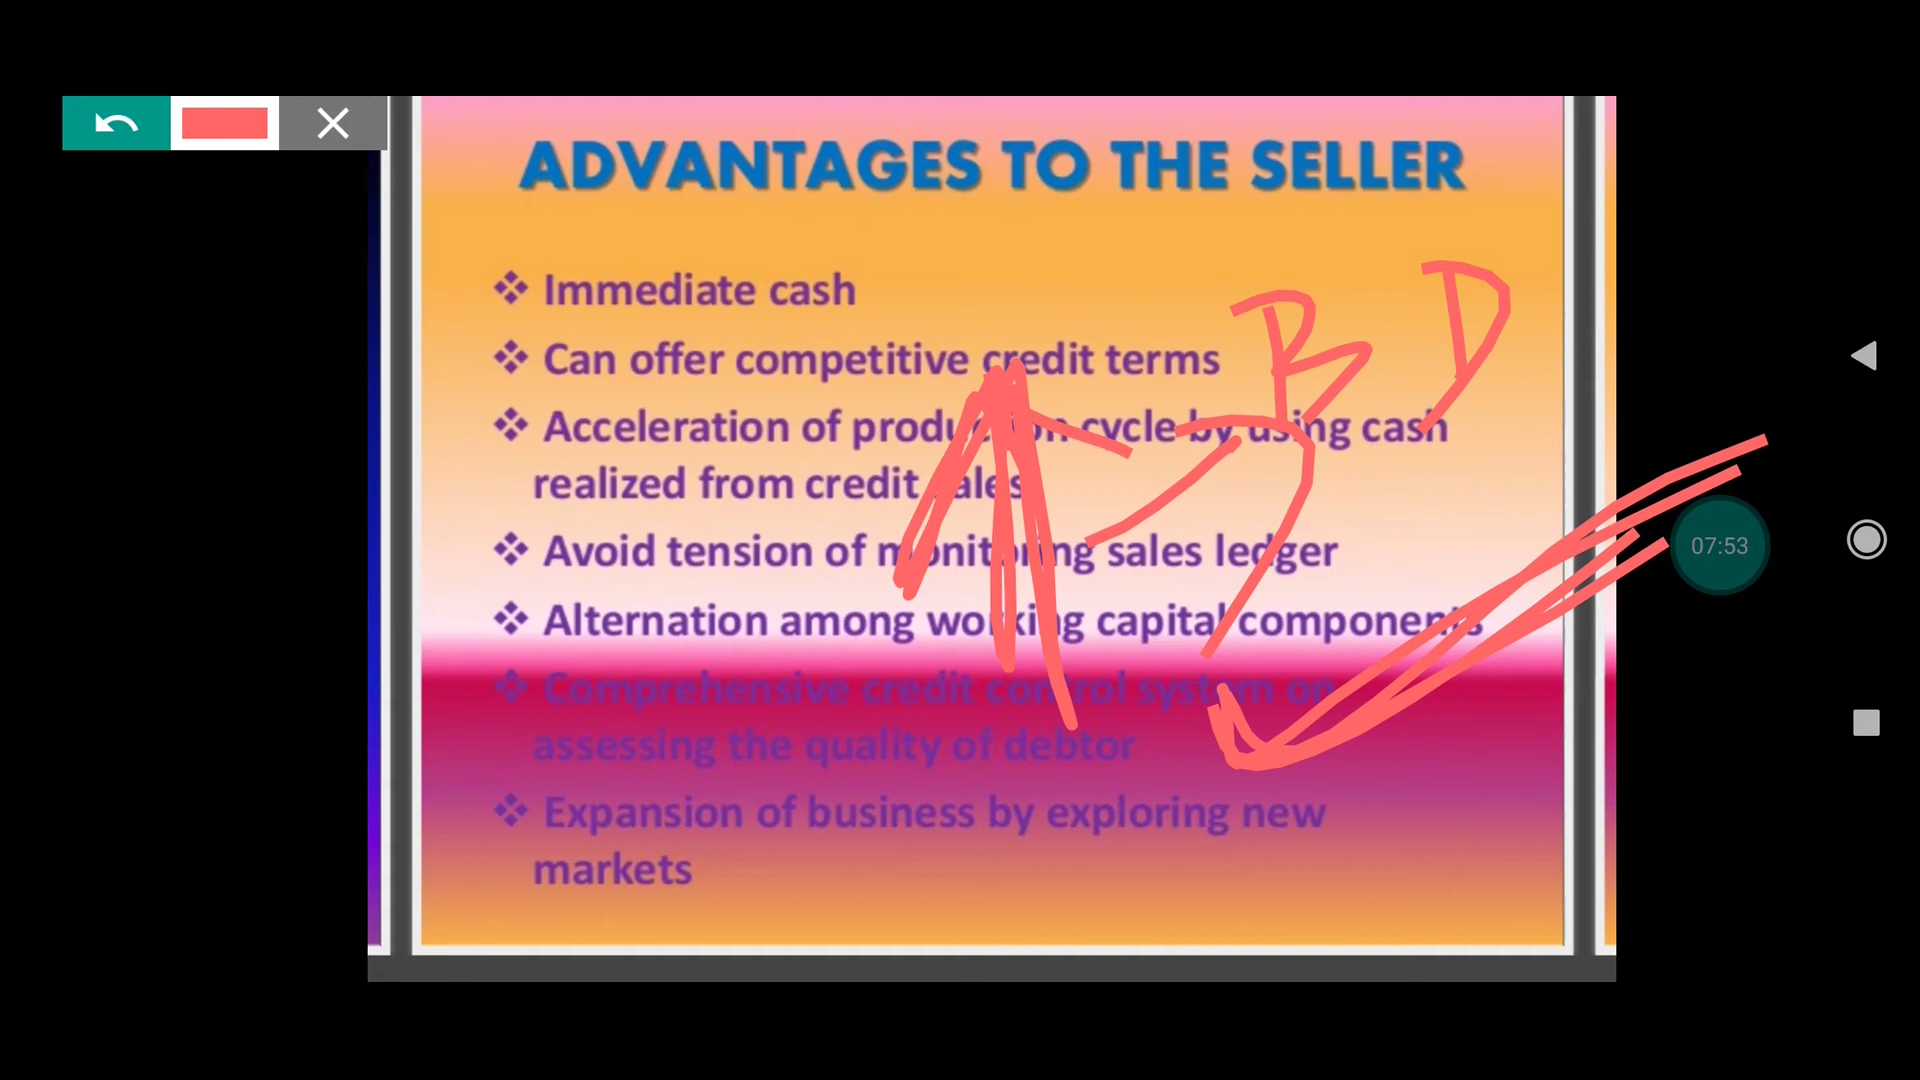 ADVANTAGES TO THE SELLER
❖ Immediate cash
❖ Can offer competitive credit terms
❖ Acceleration of production cycle by using cash
realized from credit sales
❖ Avoid tension of monitoring sales ledger
❖ Alternation among working capital components
❖ Comprehensive credit control system on
assessing the quality of debtor
❖ Expansion of business by exploring new
markets
B D
07:53